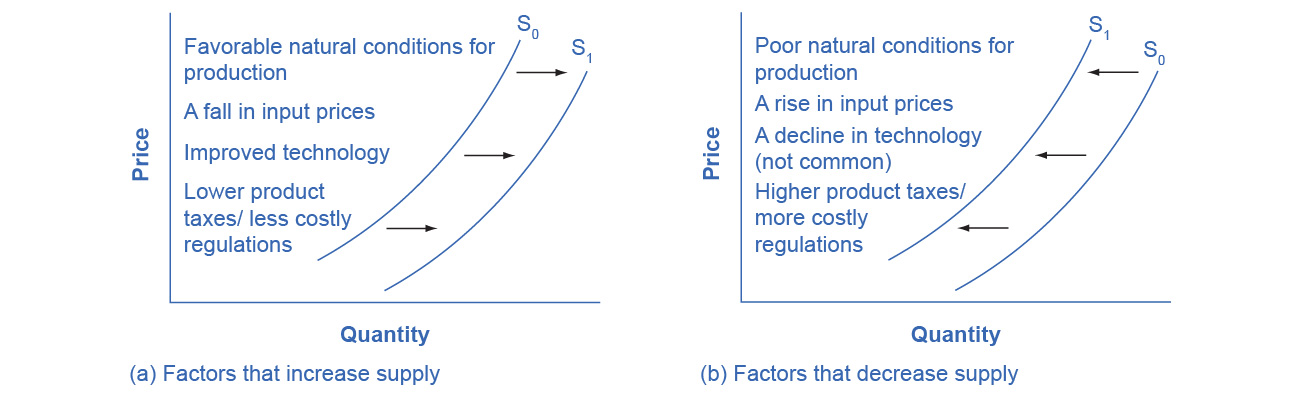 S0
S1
Favorable natural conditions for
production
A fall in input prices
Improved technology
Lower product
taxes/ less costly
regulations
Price
Quantity
(a) Factors that increase supply
S1
S0
Poor natural conditions for
production
A rise in input prices
A decline in technology
(not common)
Higher product taxes/
more costly
regulations
Price
Quantity
(b) Factors that decrease supply